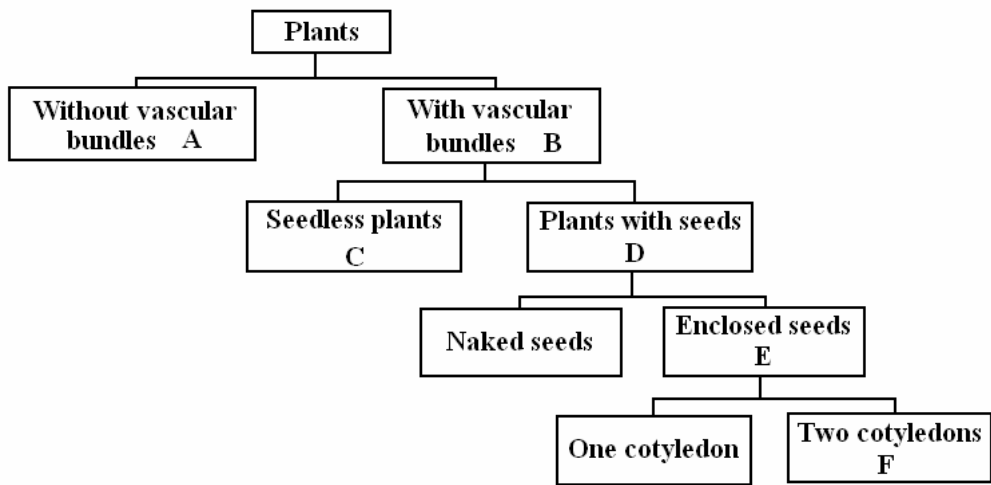 Plants
Without vascular
bundles A
With vascular
bundles B
Seedless plants
C
Plants with seeds
D
Naked seeds
Enclosed seeds
E
One cotyledon
Two cotyledons
F